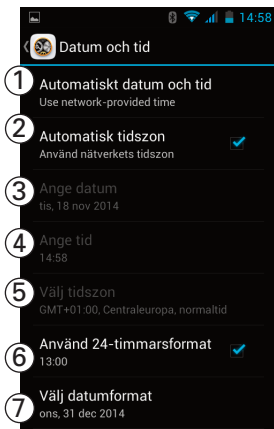 14:58
Datum och tid
1 Automatiskt datum och tid
Use network-provided time
2 Automatisk tidszon
Använd nätverkets tidszon
3 Ange datum
tis, 18 nov 2014
4 Ange tid
14:58
5 Välj tidszon
GMT+01:00, Centraleuropa, normaltid
6 Använd 24-timmarsformat
13:00
7 Välj datumformat
ons, 31 dec 2014